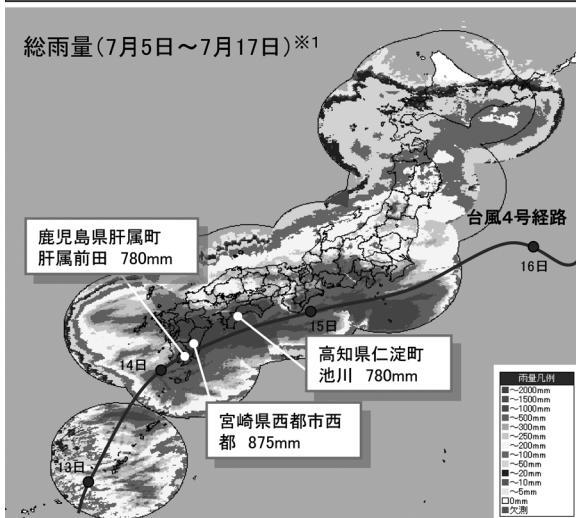 総雨量(7月5日~7月17日)※1
台風4号経路
16日
鹿児島県肝属町
肝属前田 780mm
15日
高知県仁淀町
池川 780mm
14日
宮崎県西都市西
都 875mm
13日
雨量凡例
~2000mm
~1500mm
~1000mm
~500mm
~300mm
~250mm
~200mm
~100mm
~50mm
~20mm
~10mm
~5mm
0mm
欠測